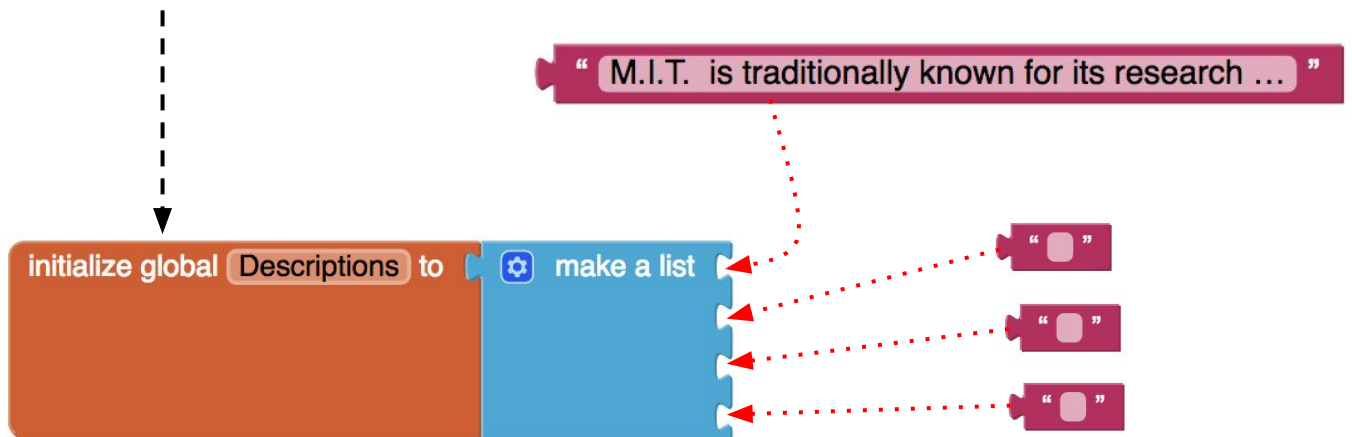 “ M.I.T. is traditionally known for its research ... ”
initialize global Descriptions to make a list
“ ”
“ ”
“ ”